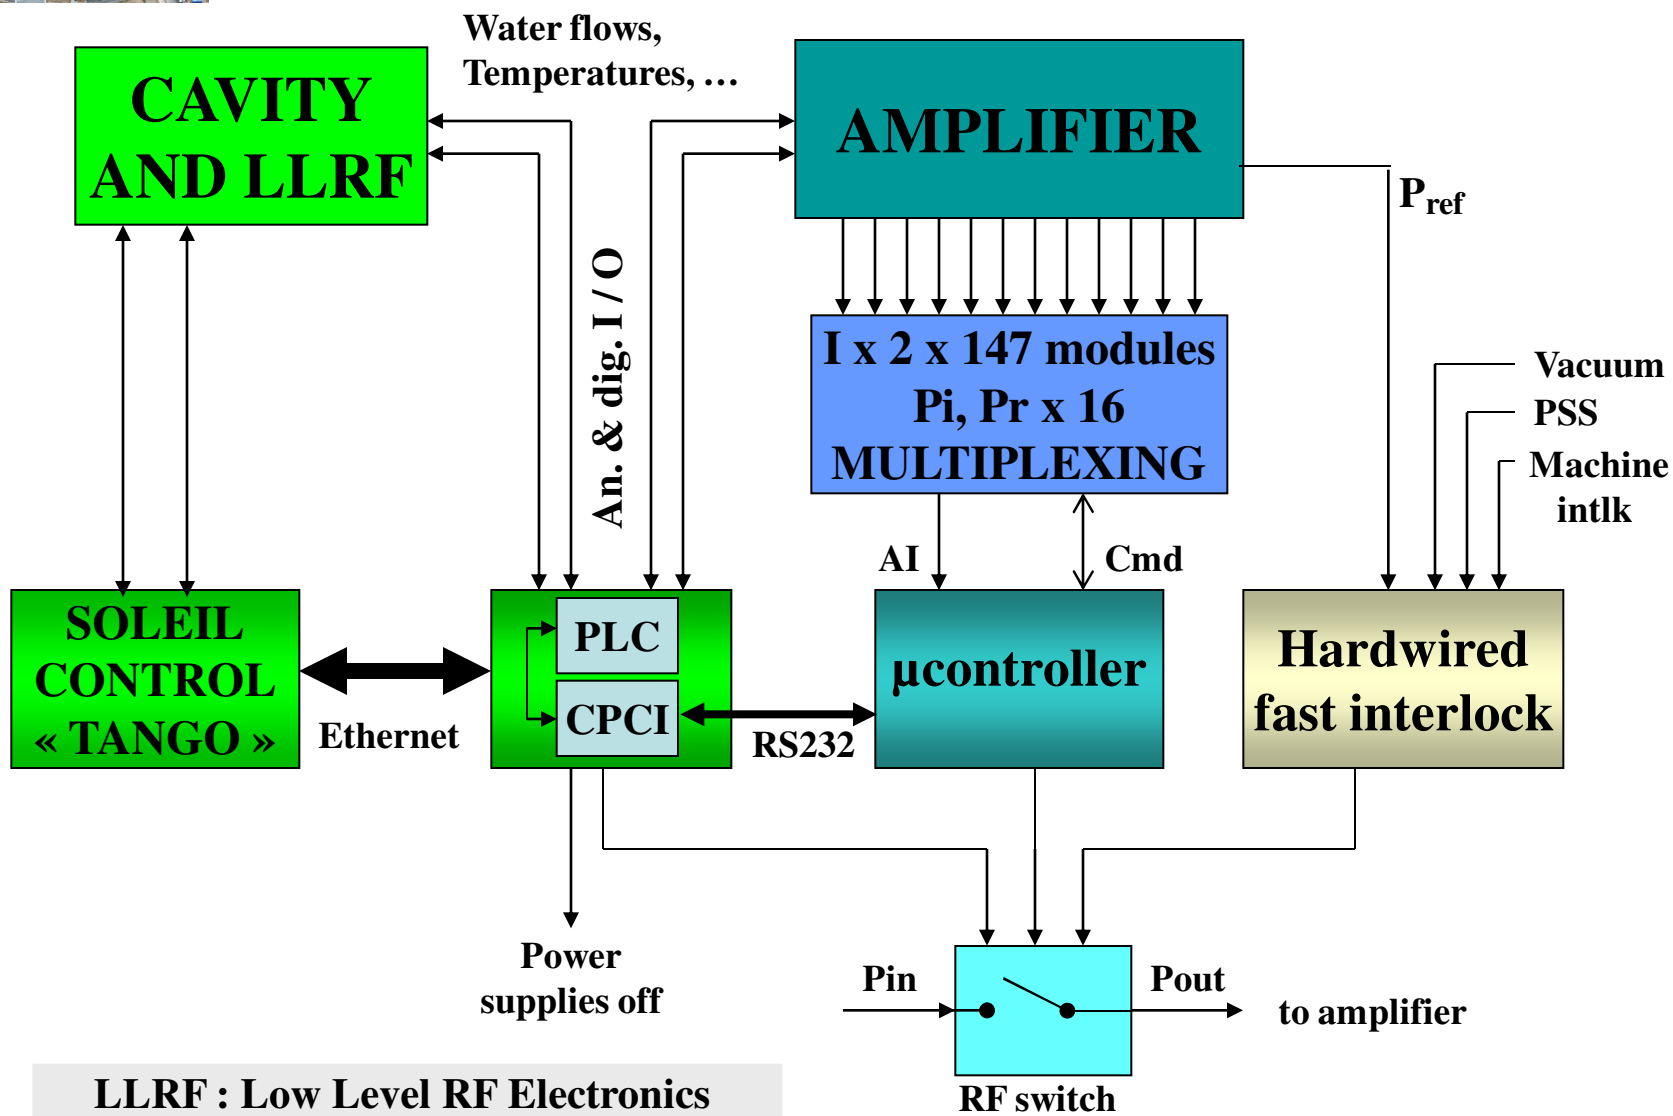 Water flows,
Temperatures, …
CAVITY
AND LLRF
AMPLIFIER
P_ref
An. & dig. I / O
I x 2 x 147 modules
Pi, Pr x 16
MULTIPLEXING
Vacuum
PSS
Machine
intlk
AI
Cmd
SOLEIL
CONTROL
« TANGO »
Ethernet
PLC
CPCI
RS232
µcontroller
Hardwired
fast interlock
Power
supplies off
Pin
Pout
to amplifier
RF switch
LLRF : Low Level RF Electronics